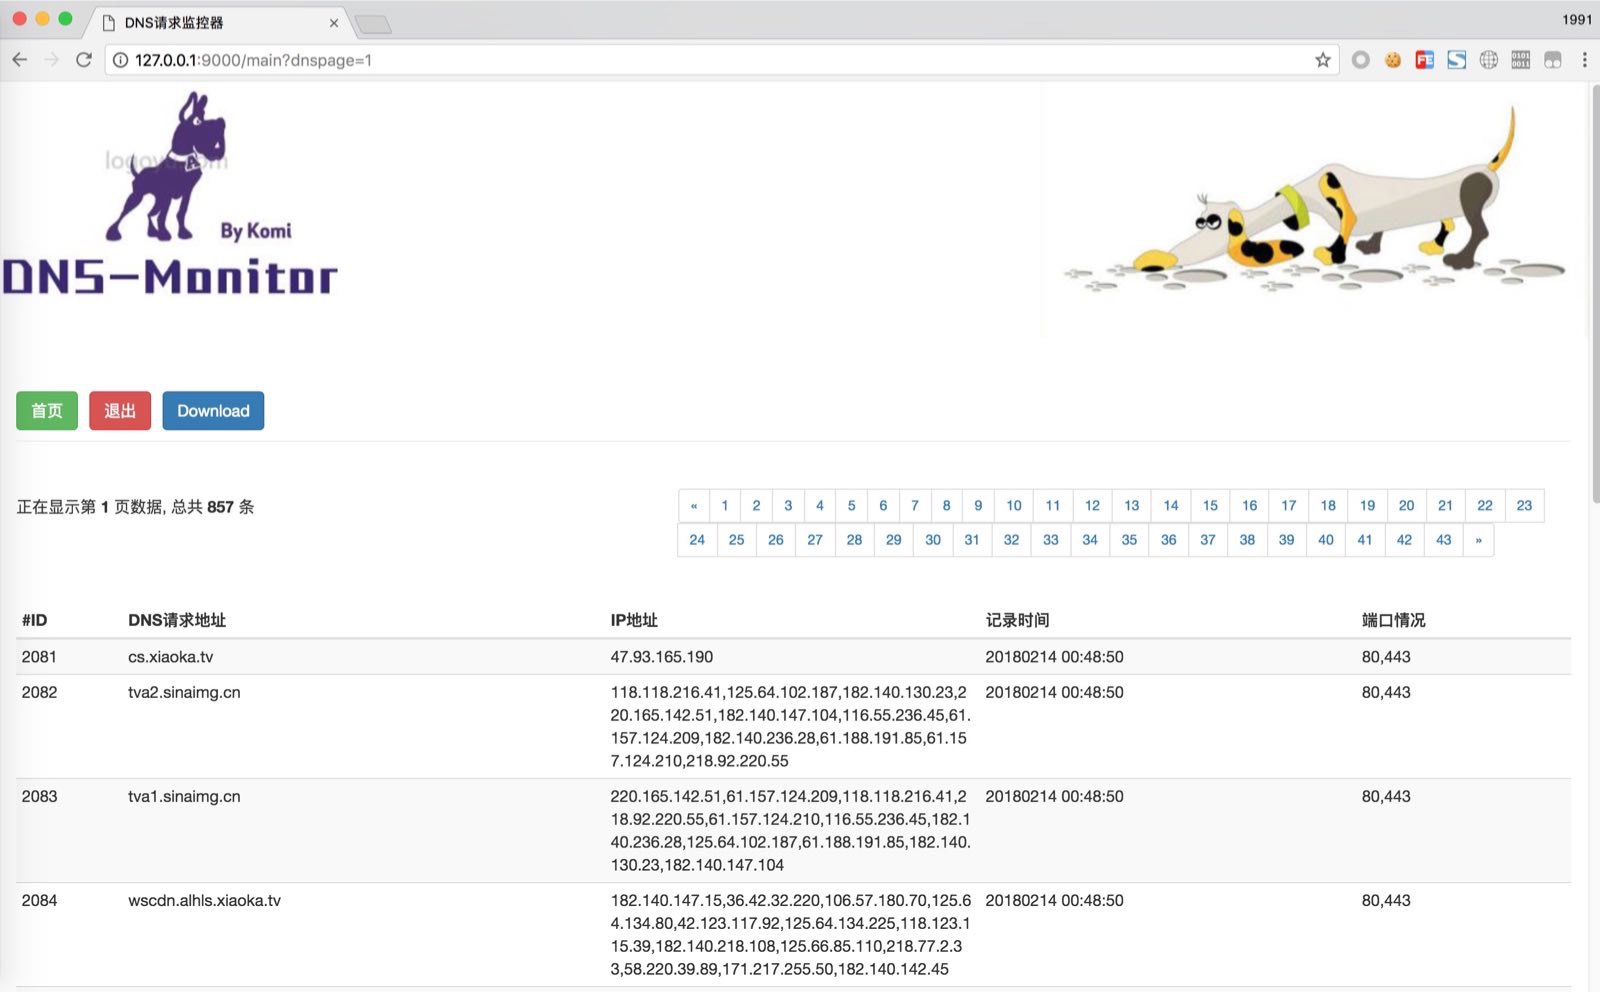 DNS请求监控器
1991
127.0.0.1:9000/main?dnspage=1
By Komi
DNS-Monitor
首页 退出 Download
正在显示第 1 页数据, 总共 857 条
« 1 2 3 4 5 6 7 8 9 10 11 12 13 14 15 16 17 18 19 20 21 22 23
24 25 26 27 28 29 30 31 32 33 34 35 36 37 38 39 40 41 42 43 »
#ID DNS请求地址 IP地址 记录时间 端口情况
2081 cs.xiaoka.tv 47.93.165.190 20180214 00:48:50 80,443
2082 tva2.sinaimg.cn 118.118.216.41,125.64.102.187,182.140.130.23,2 20180214 00:48:50 80,443
20.165.142.51,182.140.147.104,116.55.236.45,61.
157.124.209,182.140.236.28,61.188.191.85,61.15
7.124.210,218.92.220.55
2083 tva1.sinaimg.cn 220.165.142.51,61.157.124.209,118.118.216.41,2 20180214 00:48:50 80,443
18.92.220.55,61.157.124.210,116.55.236.45,182.1
40.236.28,125.64.102.187,61.188.191.85,182.140.
130.23,182.140.147.104
2084 wscdn.alhls.xiaoka.tv 182.140.147.15,36.42.32.220,106.57.180.70,125.6 20180214 00:48:50 80,443
4.134.80,42.123.117.92,125.64.134.225,118.123.1
15.39,182.140.218.108,125.66.85.110,218.77.2.3
3,58.220.39.89,171.217.255.50,182.140.142.45